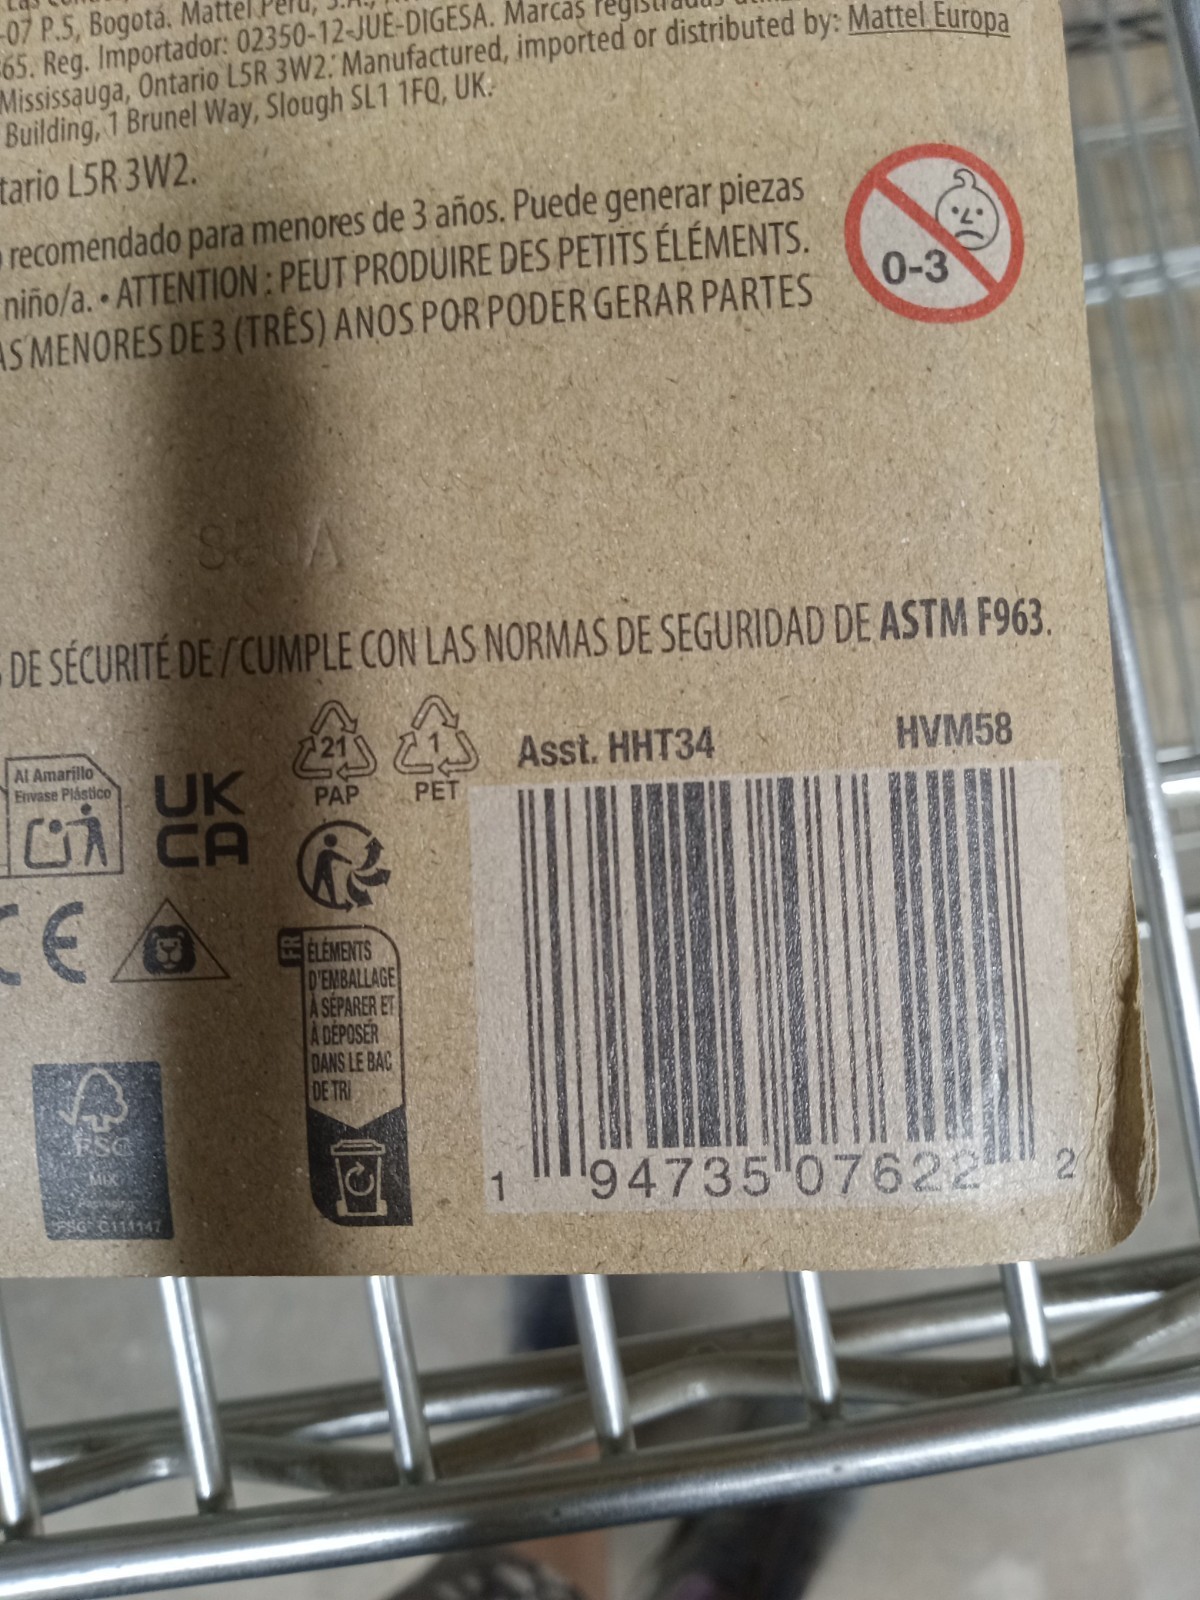 -07 P.5, Bogotá. Mattel Perú, S.A.,
65. Reg. Importador: 02350-12-JUE-DIGESA. Marcas registradas
Mississauga, Ontario L5R 3W2. Manufactured, imported or distributed by: Mattel Europa
Building, 1 Brunel Way, Slough SL1 1FQ, UK.
tario L5R 3W2.
recomendado para menores de 3 años. Puede generar piezas
niño/a. • ATTENTION : PEUT PRODUIRE DES PETITS ÉLÉMENTS.
AS MENORES DE 3 (TRÊS) ANOS POR PODER GERAR PARTES
0-3
DE SÉCURITÉ DE / CUMPLE CON LAS NORMAS DE SEGURIDAD DE ASTM F963.
Al Amarillo
Envase Plástico
UK
CA
21
PAP
1
PET
Asst. HHT34
HVM58
CE
FR
ÉLÉMENTS
D'EMBALLAGE
À SÉPARER ET
À DÉPOSER
DANS LE BAC
DE TRI
FSC
MIX
FSC® C111147
1 94735 07622 2